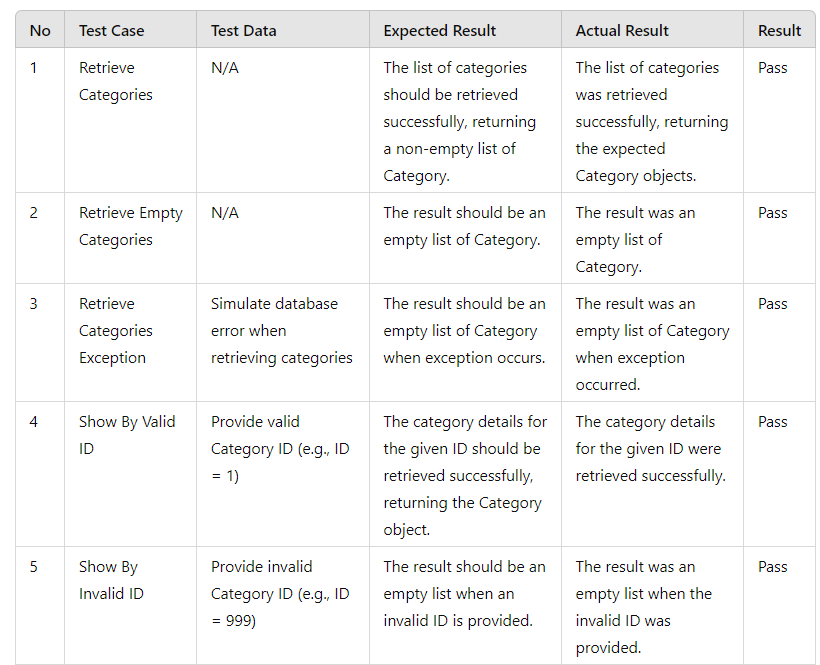 No Test Case Test Data Expected Result Actual Result Result
1 Retrieve N/A The list of categories The list of categories Pass
Categories should be retrieved was retrieved
successfully, returning successfully, returning
a non-empty list of the expected
Category. Category objects.
2 Retrieve Empty N/A The result should be an The result was an Pass
Categories empty list of Category. empty list of
Category.
3 Retrieve Simulate database The result should be an The result was an Pass
Categories error when empty list of Category empty list of Category
Exception retrieving categories when exception occurs. when exception
occurred.
4 Show By Valid Provide valid The category details for The category details Pass
ID Category ID (e.g., ID the given ID should be for the given ID were
= 1) retrieved successfully, retrieved successfully.
returning the Category
object.
5 Show By Provide invalid The result should be an The result was an Pass
Invalid ID Category ID (e.g., ID empty list when an empty list when the
= 999) invalid ID is provided. invalid ID was
provided.